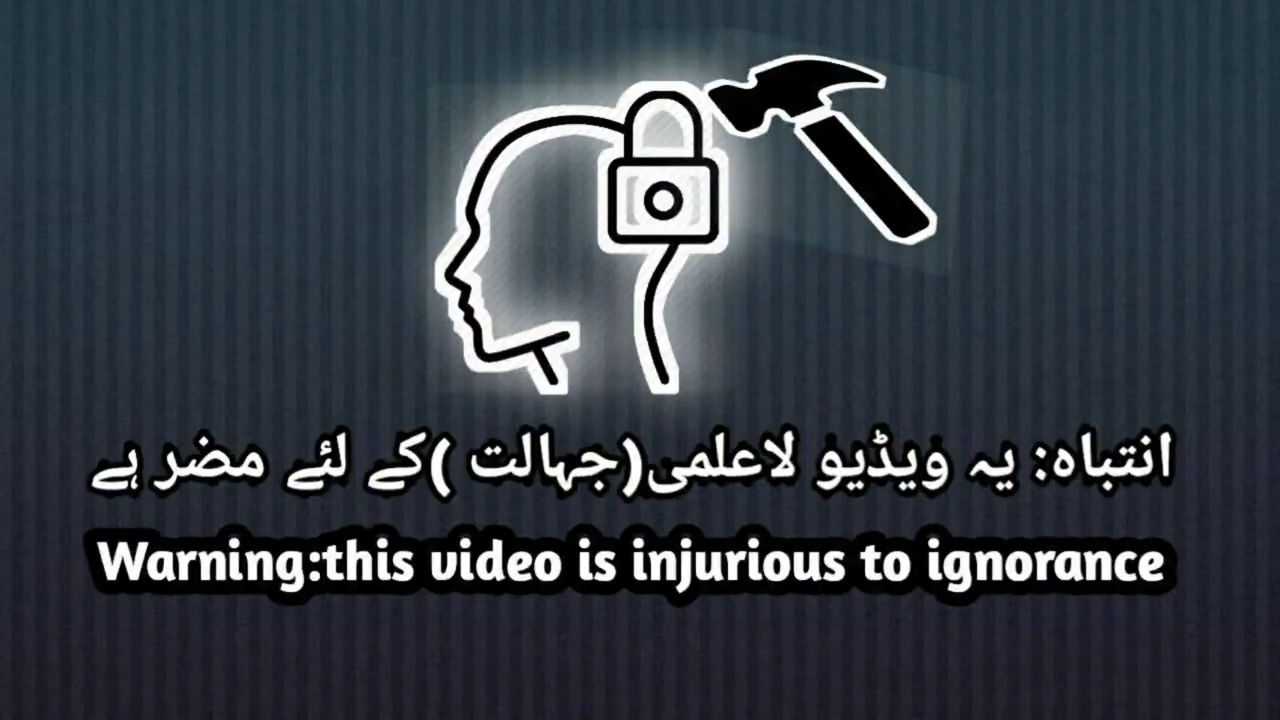 انتباہ: یہ ویڈیو لاعلمی(جہالت )کے لئے مضر ہے
Warning:this video is injurious to ignorance